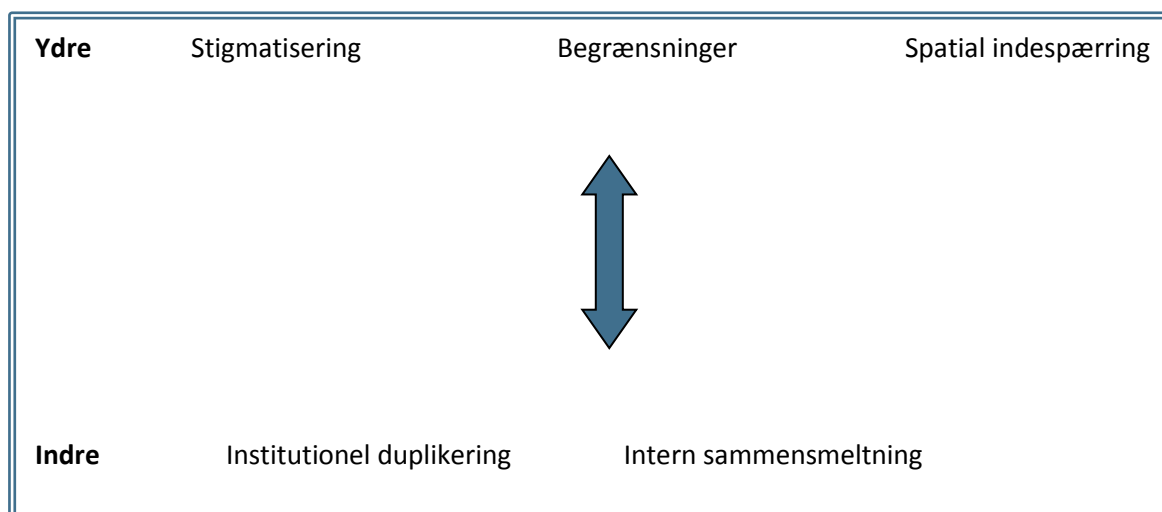 Ydre Stigmatisering Begrænsninger Spatial indespærring
Indre Institutionel duplikering Intern sammensmeltning